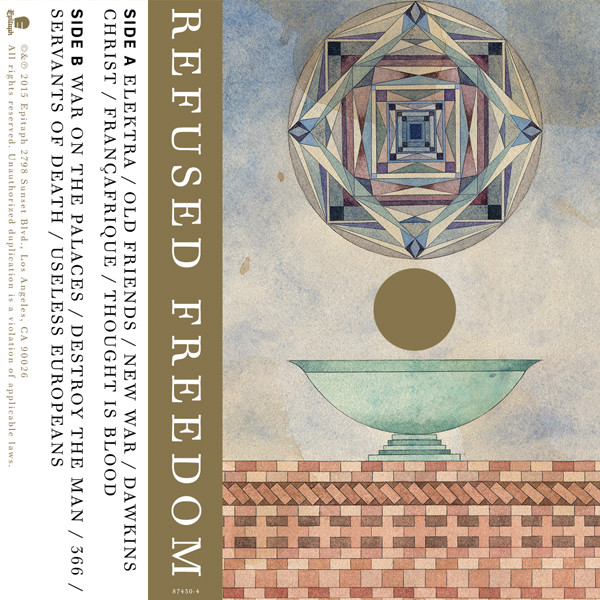 REFUSED FREEDOM
87430-4
SIDE A ELEKTRA / OLD FRIENDS / NEW WAR / DAWKINS
CHRIST / FRANÇAFRIQUE / THOUGHT IS BLOOD
SIDE B WAR ON THE PALACES / DESTROY THE MAN / 366 /
SERVANTS OF DEATH / USELESS EUROPEANS
©&℗ 2015 Epitaph 2798 Sunset Blvd., Los Angeles, CA 90026
All rights reserved. Unauthorized duplication is a violation of applicable laws.
Epitaph